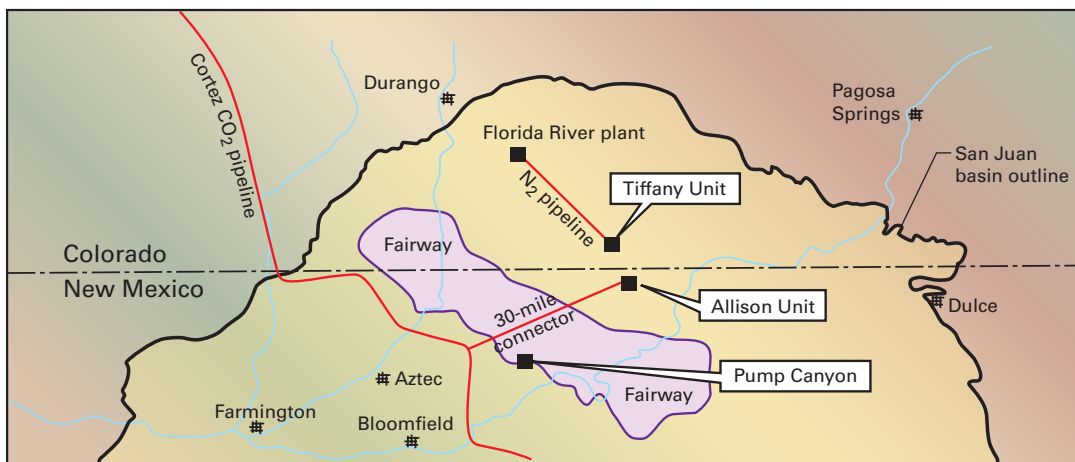 Cortez CO₂ pipeline
Durango
Pagosa
Springs
Florida River plant
San Juan
basin outline
Tiffany Unit
N₂ pipeline
Fairway
Colorado
New Mexico
Allison Unit
Dulce
30-mile
connector
Pump Canyon
Aztec
Fairway
Farmington
Bloomfield